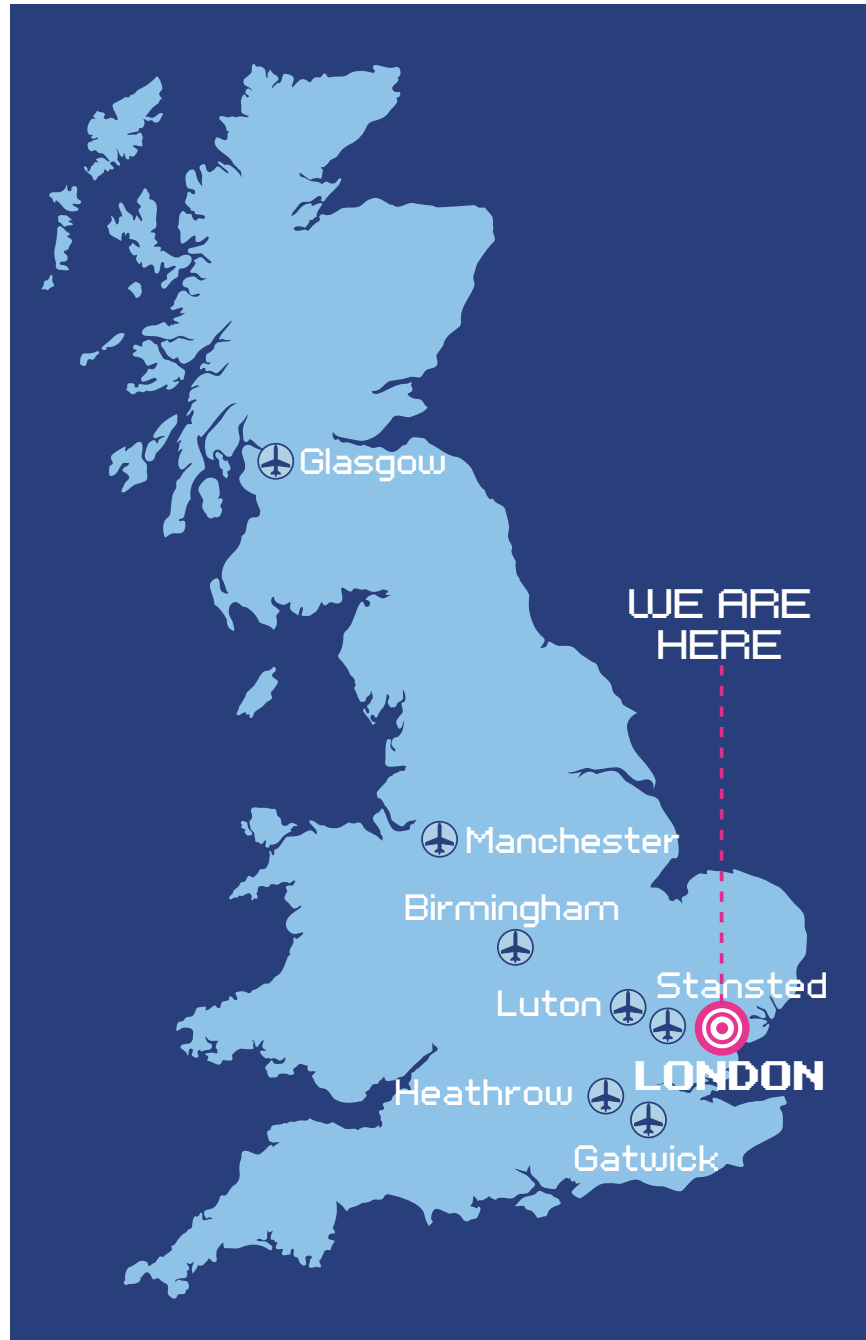 Glasgow
WE ARE
HERE
Manchester
Birmingham
Stansted
Luton
LONDON
Heathrow
Gatwick